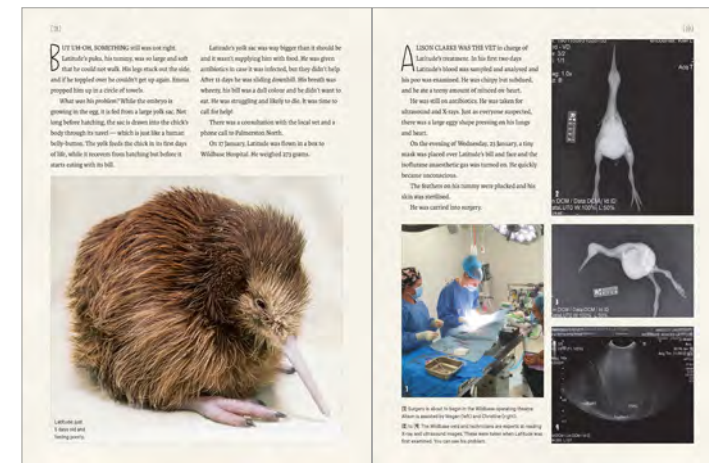 BUT UH-OH, SOMETHING still was not right.
Latitude's puku, his tummy, was so large and soft
that he could not walk. His legs stuck out the side,
and if he toppled over he couldn't get up again. Emma
propped him up in a circle of towels.
What was his problem? While the embryo is
growing in the egg, it is fed from a large yolk sac. Not
long before hatching, the sac is drawn into the chick's
body through its navel — which is just like a human
belly-button. The yolk feeds the chick in its first days
of life, while it recovers from hatching but before it
starts eating with its bill.
Latitude's yolk sac was way bigger than it should be
and it wasn't supplying him with food. He was given
antibiotics in case it was infected, but they didn't help.
After 12 days he was sliding downhill. His breath was
wheezy, his bill was a dull colour and he didn't want to
eat. He was struggling and likely to die. It was time to
call for help!
There was a consultation with the local vet and a
phone call to Palmerston North.
On 17 January, Latitude was flown in a box to
Wildbase Hospital. He weighed 273 grams.
Latitude just
5 days old and
feeling poorly.
ALISON CLARKE WAS THE VET in charge of
Latitude's treatment. In his first two days
Latitude's blood was sampled and analysed and
his poo was examined. He was chirpy but subdued,
and he ate a teeny amount of minced ox heart.
He was still on antibiotics. He was taken for
ultrasound and X-rays. Just as everyone suspected,
there was a large eggy shape pressing on his lungs
and heart.
On the evening of Wednesday, 23 January, a tiny
mask was placed over Latitude's bill and face and the
isoflurane anaesthetic gas was turned on. He quickly
became unconscious.
The feathers on his tummy were plucked and his
skin was sterilised.
He was carried into surgery.
2
3
1
4
[1] Surgery is about to begin in the Wildbase operating theatre.
Alison is assisted by Megan (left) and Christine (right).
[2] to [4] The Wildbase vets and technicians are experts at reading
X-ray and ultrasound images. These were taken when Latitude was
first examined. You can see his problem.